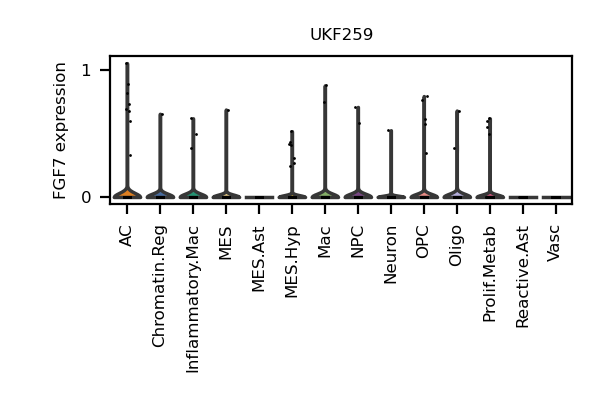 UKF259
FGF7 expression
1
0
AC
Chromatin.Reg
Inflammatory.Mac
MES
MES.Ast
MES.Hyp
Mac
NPC
Neuron
OPC
Oligo
Prolif.Metab
Reactive.Ast
Vasc